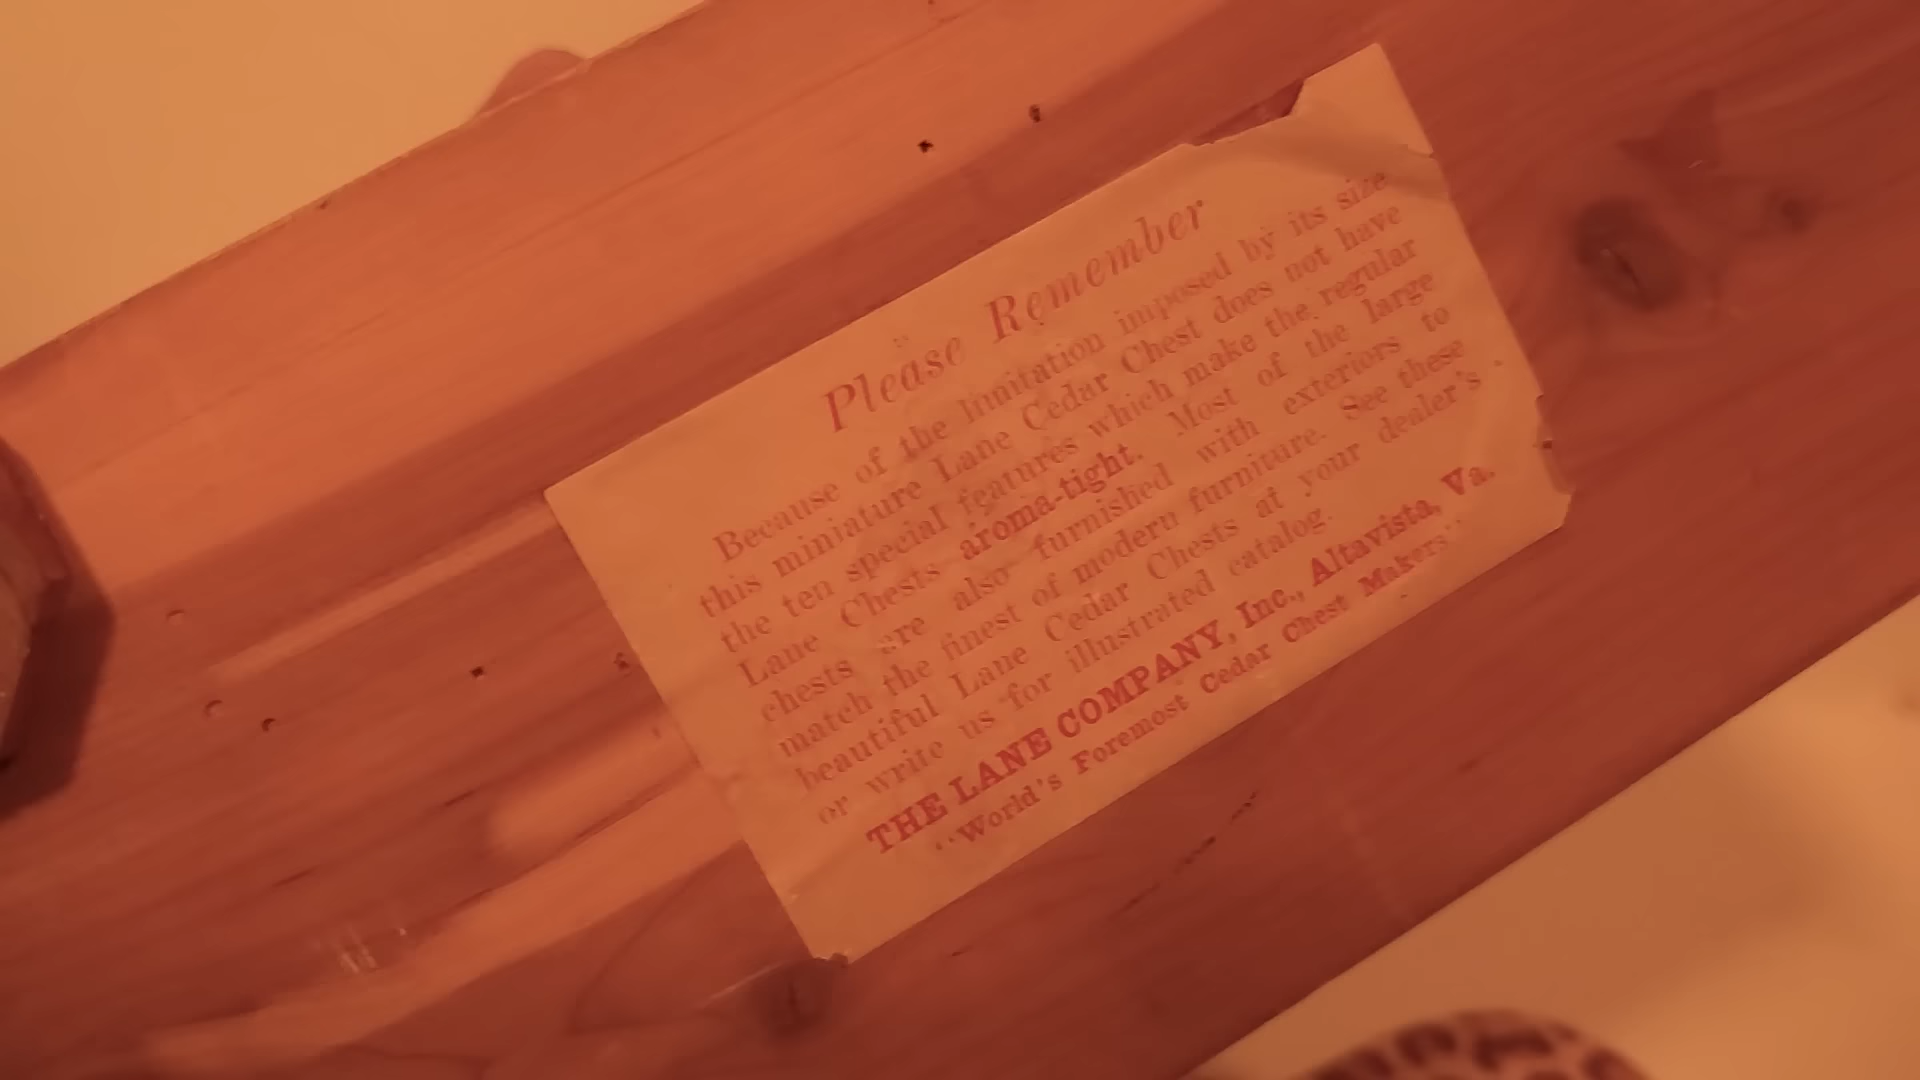 Please Remember
Because of the limitation imposed by its size
this miniature Lane Cedar Chest does not have
the ten special features which make the regular
Lane Chests aroma-tight. Most of the large
chests are also furnished with exteriors to
match the finest of modern furniture. See these
beautiful Lane Cedar Chests at your dealer's
or write us for illustrated catalog.
THE LANE COMPANY, Inc., Altavista, Va.
"World's Foremost Cedar Chest Makers"